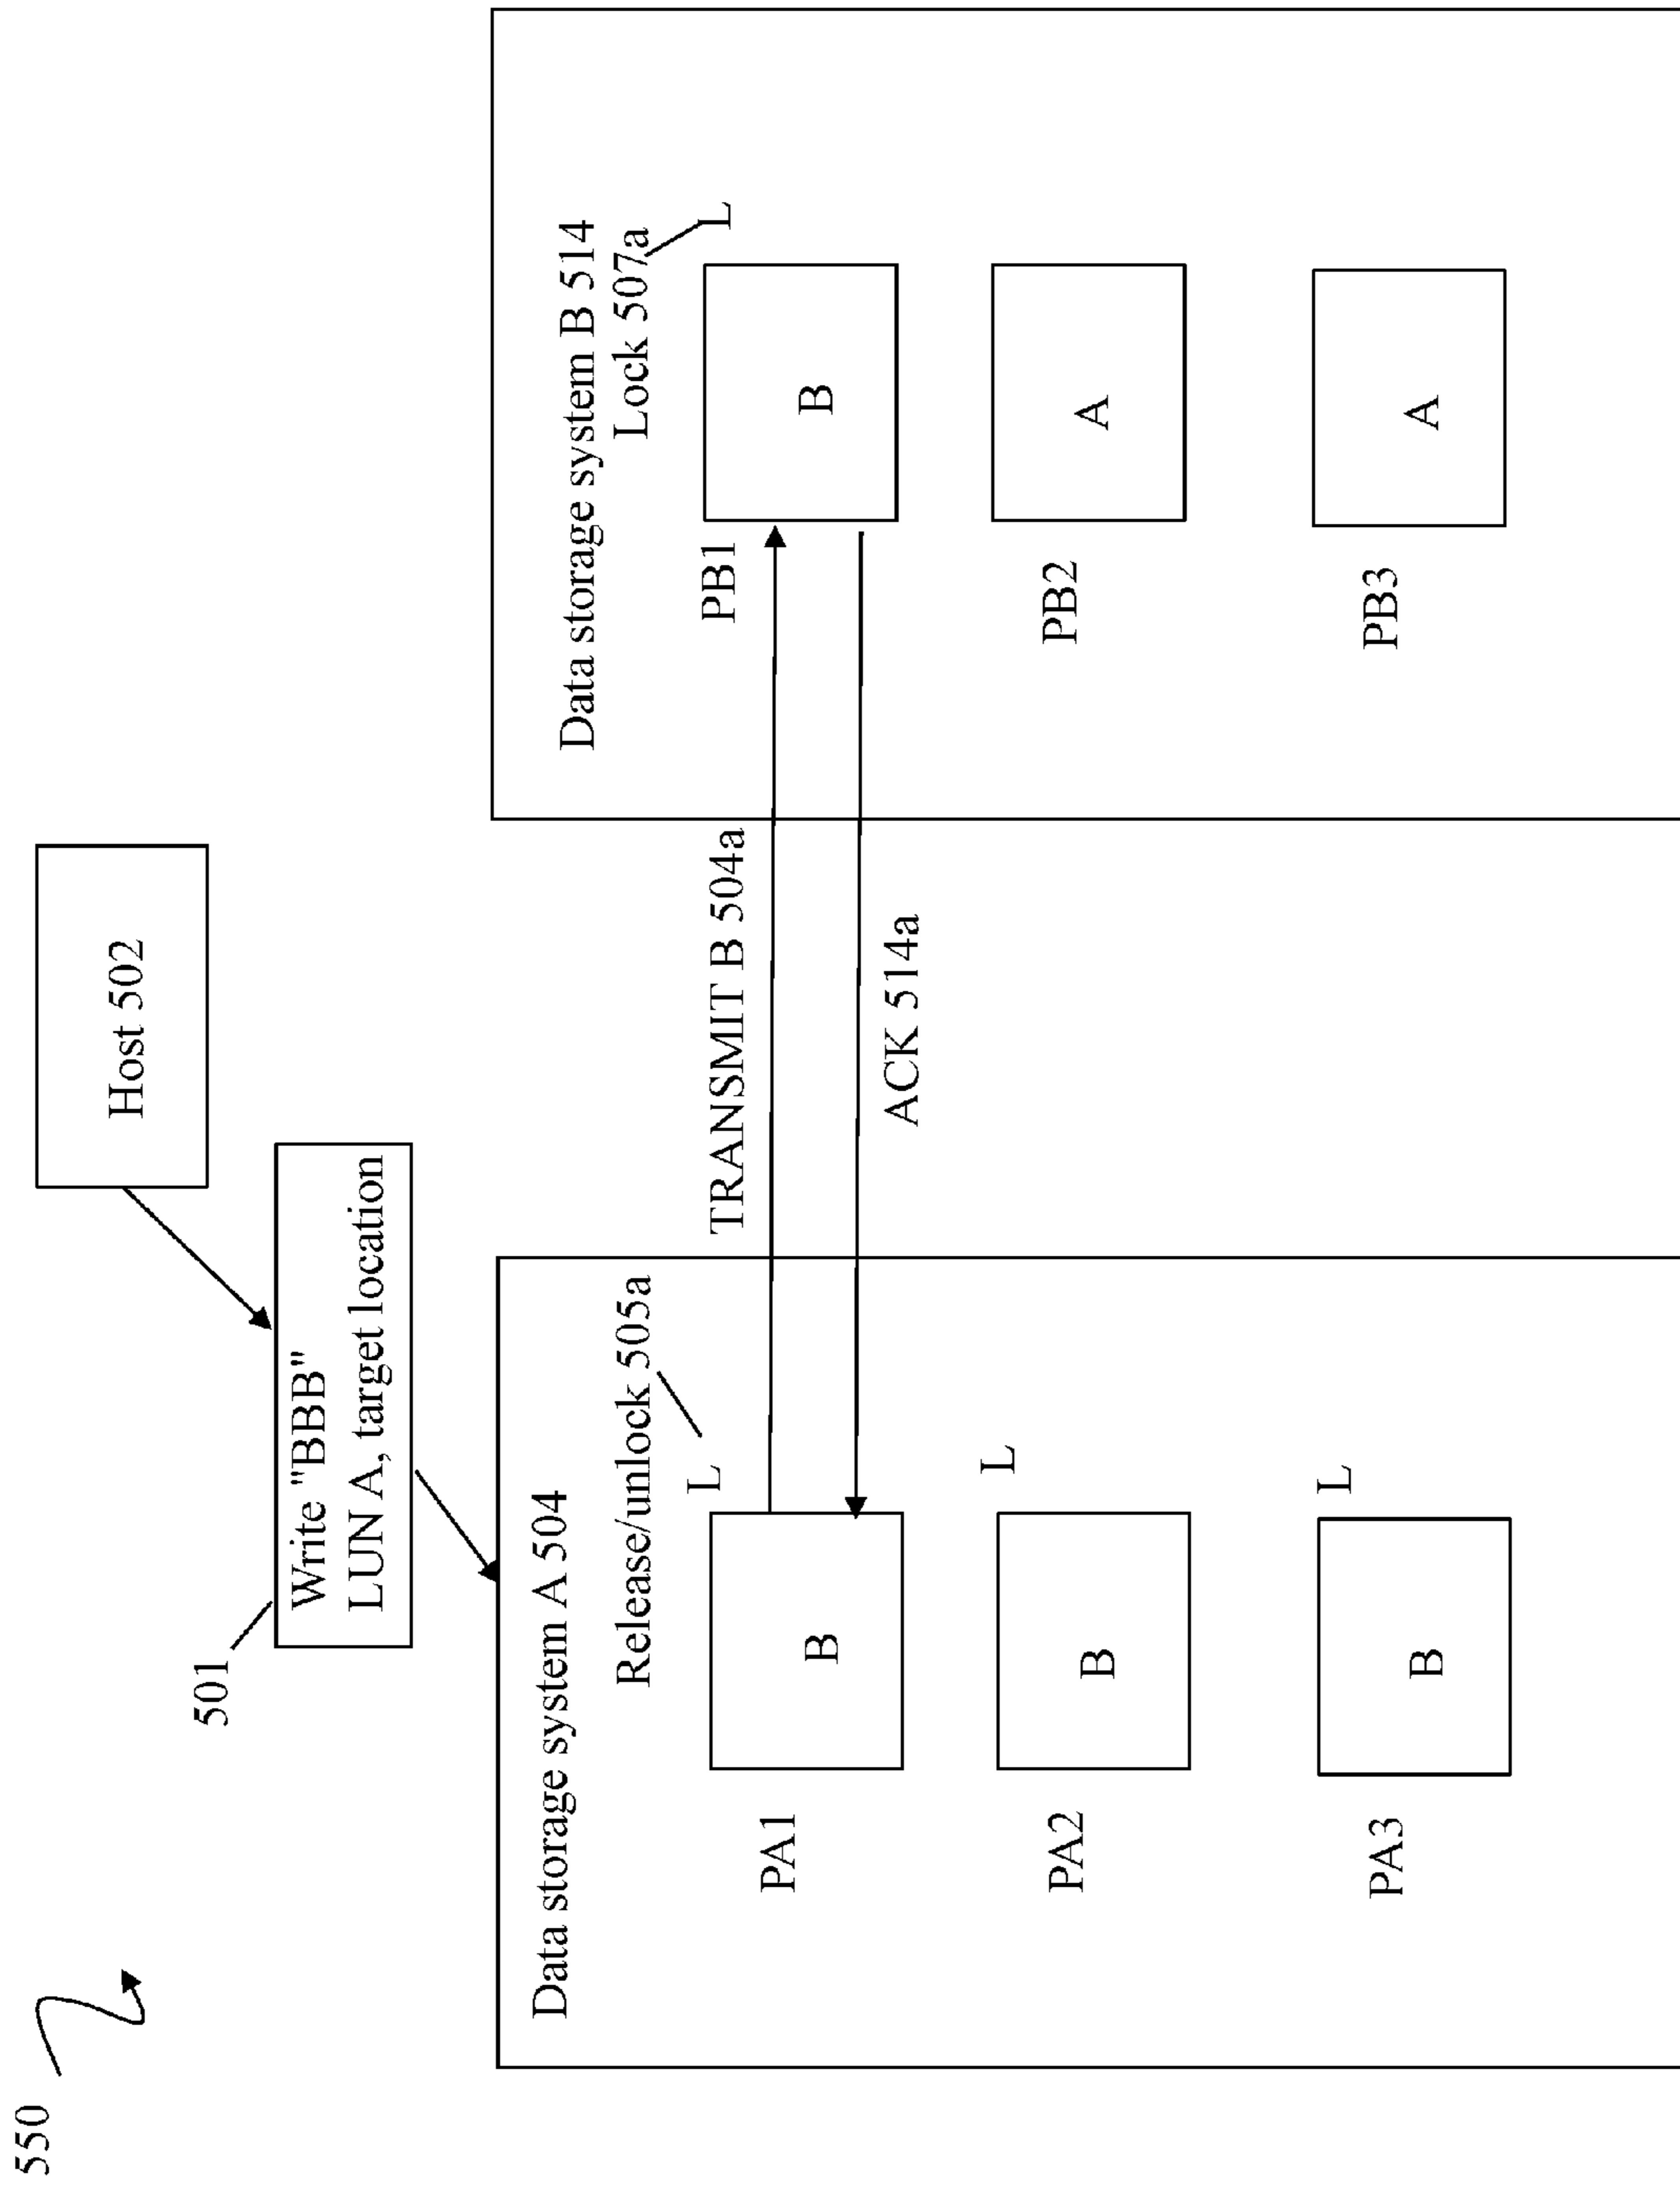 550
Host 502
501
Write "BBB"
LUN A, target location
Data storage system A 504
Release/unlock 505a
L
PA1
B
L
PA2
B
L
PA3
B
TRANSMIT B 504a
ACK 514a
Data storage system B 514
Lock 507a
L
PB1
B
PB2
A
PB3
A